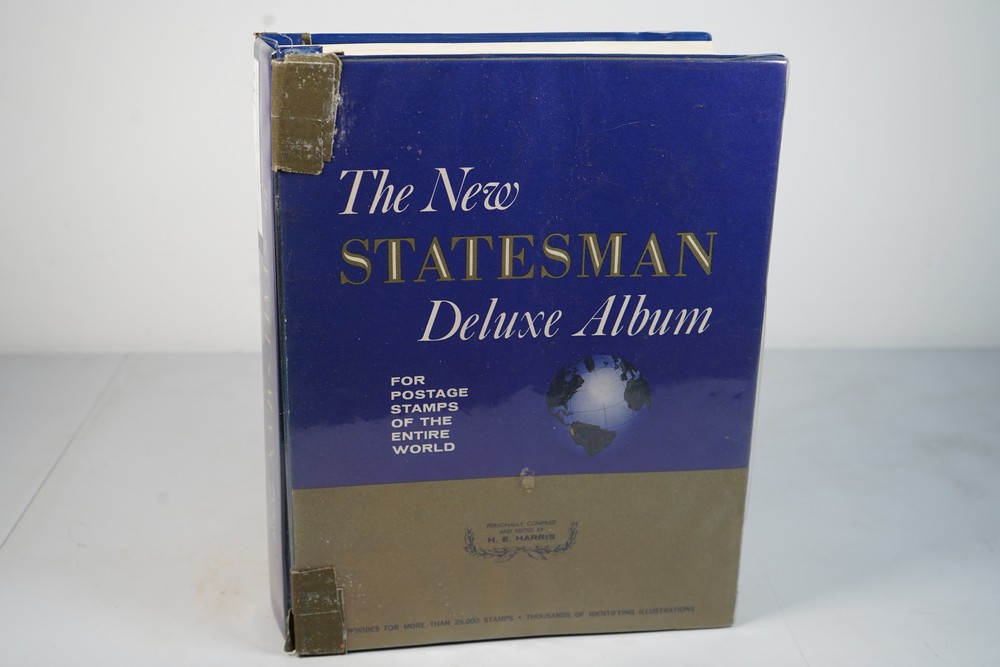 The New
STATESMAN
Deluxe Album
FOR
POSTAGE
STAMPS
OF THE
ENTIRE
WORLD
PERSONALLY COMPILED
AND EDITED BY
H. E. HARRIS
FOR MORE THAN 25,000 STAMPS • THOUSANDS OF IDENTIFYING ILLUSTRATIONS